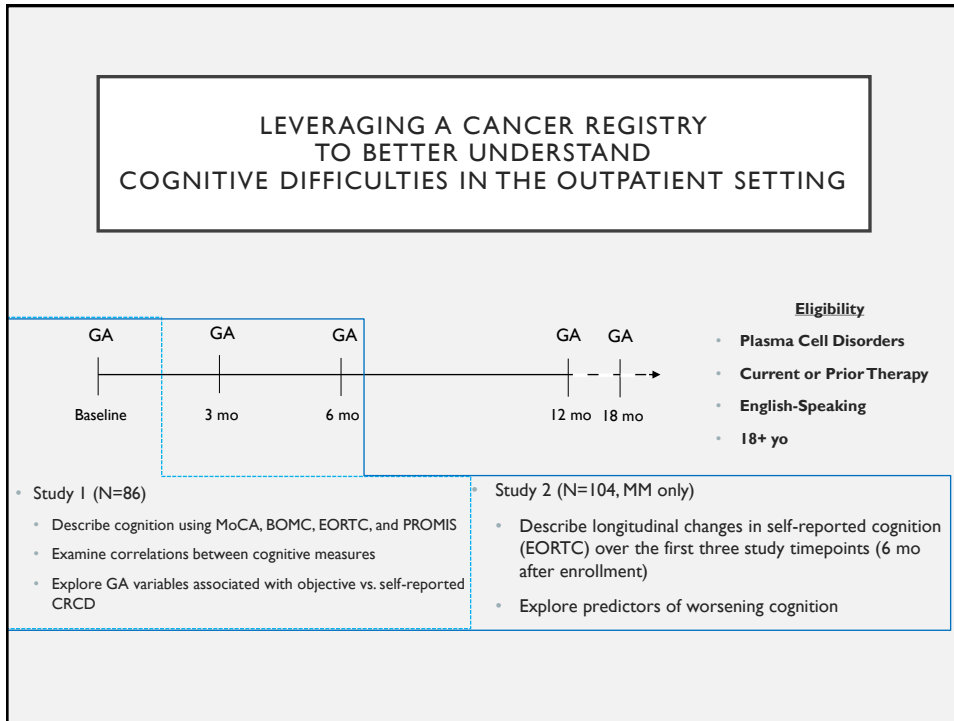 LEVERAGING A CANCER REGISTRY
TO BETTER UNDERSTAND
COGNITIVE DIFFICULTIES IN THE OUTPATIENT SETTING
GA GA GA GA GA
Baseline 3 mo 6 mo 12 mo 18 mo
Eligibility
• Plasma Cell Disorders
• Current or Prior Therapy
• English-Speaking
• 18+ yo
• Study 1 (N=86)
• Describe cognition using MoCA, BOMC, EORTC, and PROMIS
• Examine correlations between cognitive measures
• Explore GA variables associated with objective vs. self-reported
CRCD
• Study 2 (N=104, MM only)
• Describe longitudinal changes in self-reported cognition
(EORTC) over the first three study timepoints (6 mo
after enrollment)
• Explore predictors of worsening cognition